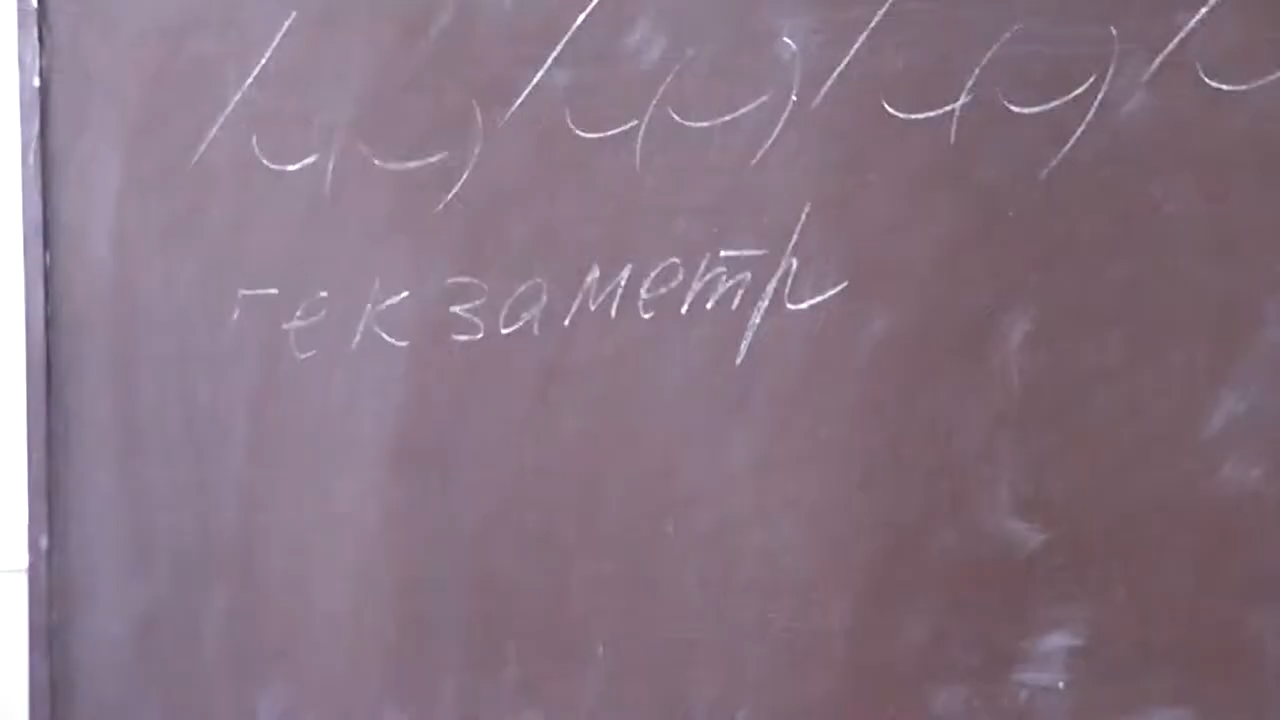 / ◡(◡) / ◡(◡) / ◡(◡) / ◡
гекзаметр